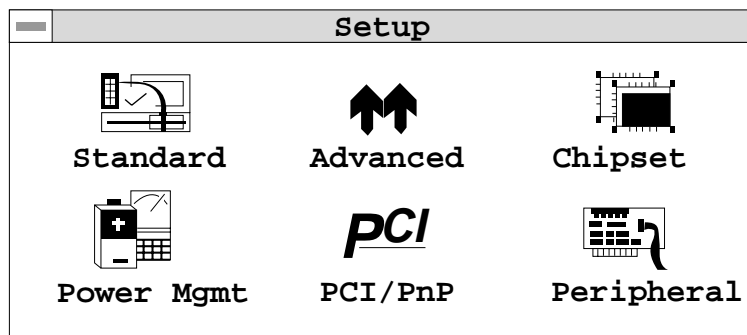 Setup
Standard Advanced Chipset
PCI
Power Mgmt PCI/PnP Peripheral